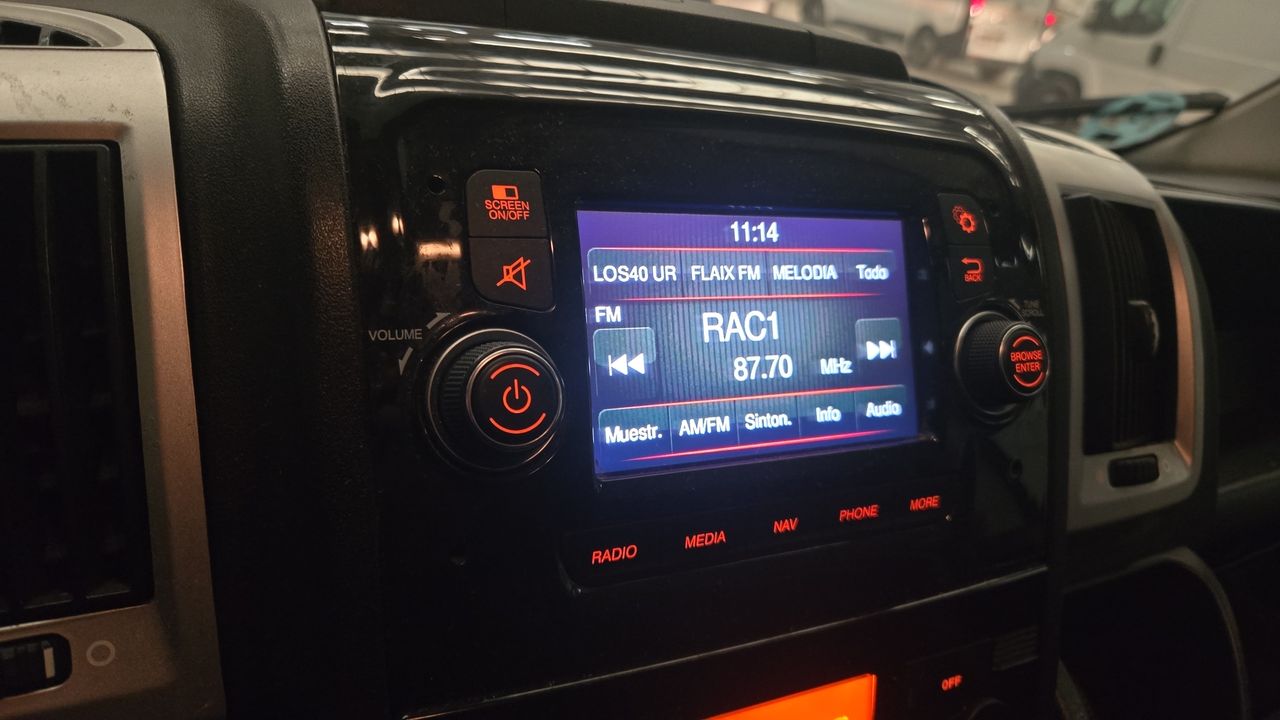 SCREEN
ON/OFF
VOLUME
11:14
LOS40 UR FLAIX FM MELODIA Todo
FM
RAC1
87.70 MHz
Muestr. AM/FM Sinton. Info Audio
BACK
TUNE
SCROLL
BROWSE
ENTER
RADIO MEDIA NAV PHONE MORE
OFF